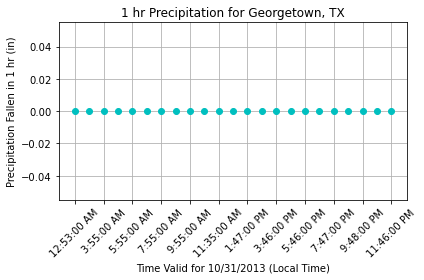 1 hr Precipitation for Georgetown, TX
Precipitation Fallen in 1 hr (in)
0.04
0.02
0.00
−0.02
−0.04
12:53:00 AM
3:55:00 AM
5:55:00 AM
7:55:00 AM
9:55:00 AM
11:35:00 AM
1:47:00 PM
3:46:00 PM
5:46:00 PM
7:47:00 PM
9:48:00 PM
11:46:00 PM
Time Valid for 10/31/2013 (Local Time)